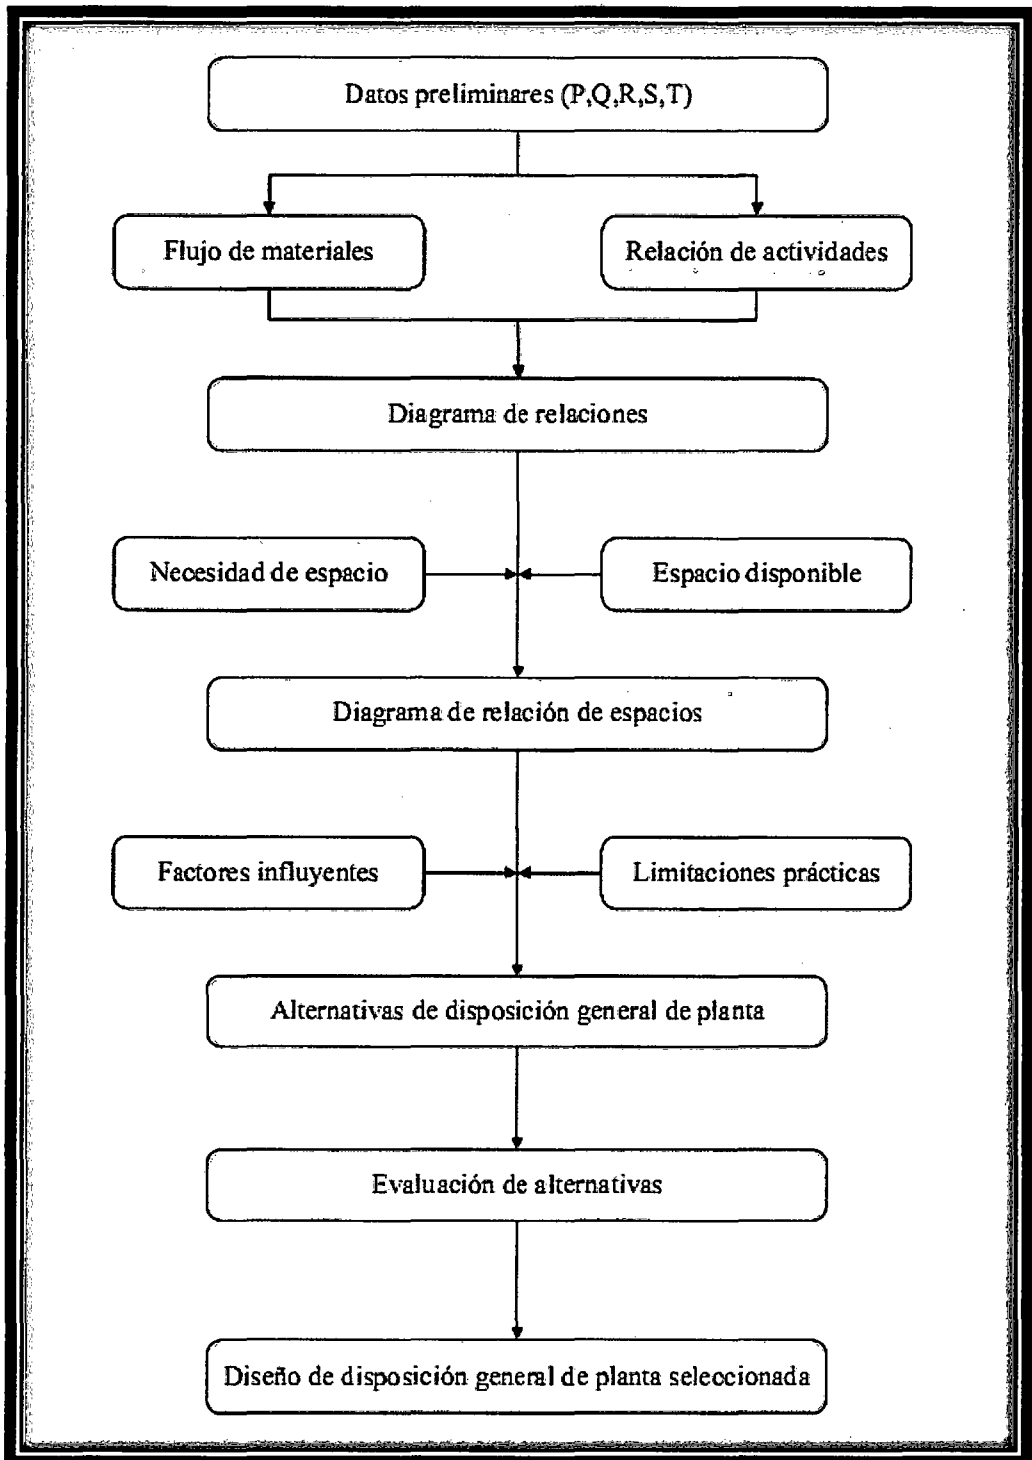 Datos preliminares (P,Q,R,S,T)
Flujo de materiales
Relación de actividades
Diagrama de relaciones
Necesidad de espacio
Espacio disponible
Diagrama de relación de espacios
Factores influyentes
Limitaciones prácticas
Alternativas de disposición general de planta
Evaluación de alternativas
Diseño de disposición general de planta seleccionada